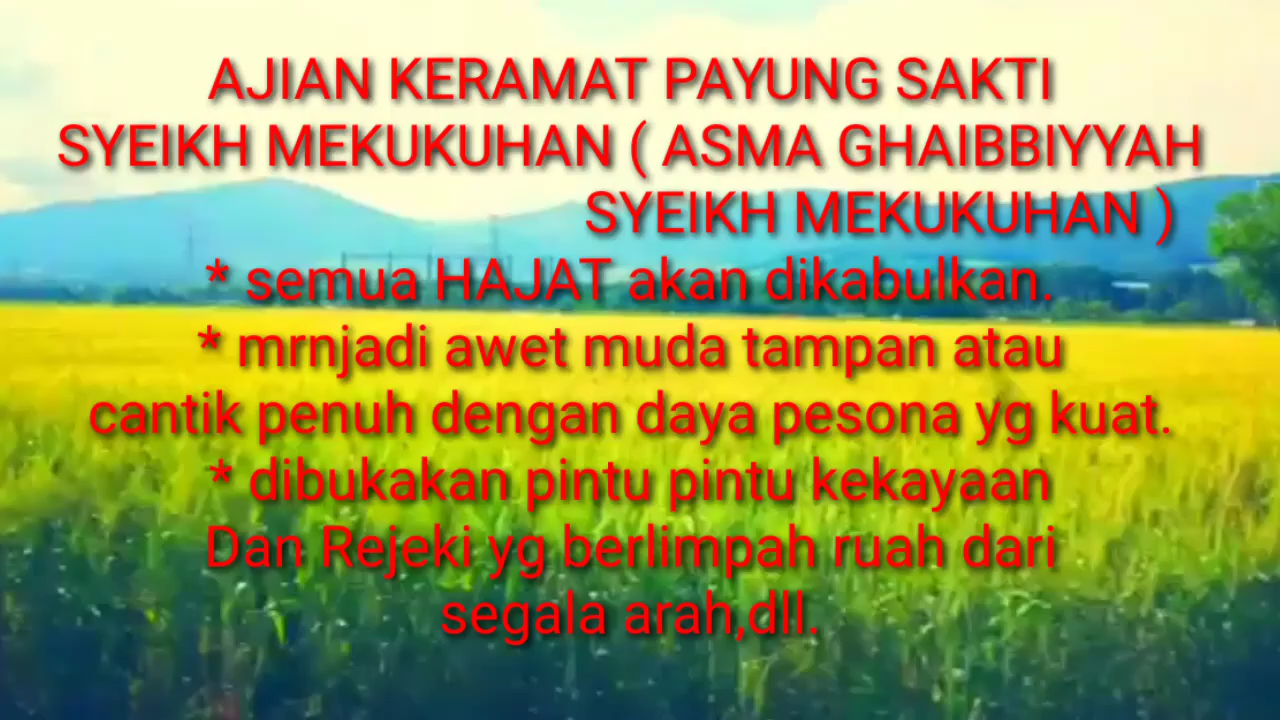 AJIAN KERAMAT PAYUNG SAKTI
SYEIKH MEKUKUHAN ( ASMA GHAIBBIYYAH
SYEIKH MEKUKUHAN )
* semua HAJAT akan dikabulkan.
* mrnjadi awet muda tampan atau
cantik penuh dengan daya pesona yg kuat.
* dibukakan pintu pintu kekayaan
Dan Rejeki yg berlimpah ruah dari
segala arah,dll.